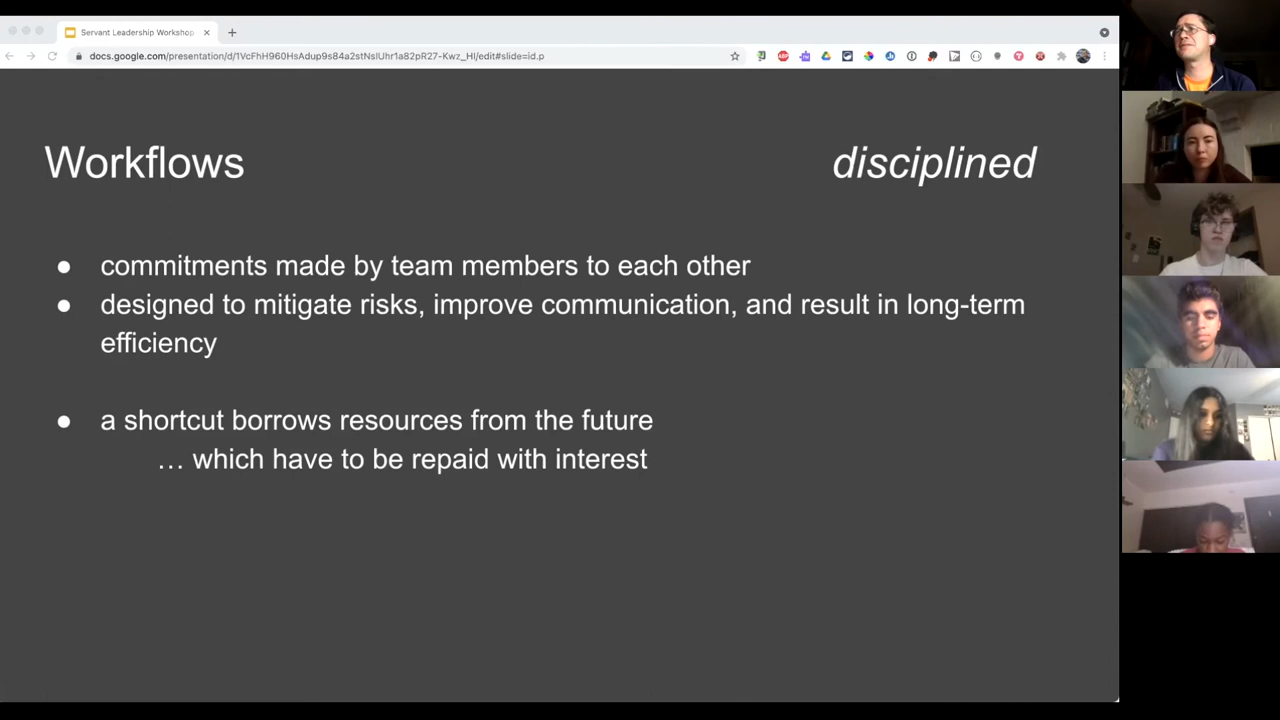 Servant Leadership Workshop
docs.google.com/presentation/d/1VcFhH960HsAdup9s84a2stNslUhr1a82pR27-Kwz_HI/edit#slide=id.p
Workflows
disciplined
● commitments made by team members to each other
● designed to mitigate risks, improve communication, and result in long-term
efficiency
● a shortcut borrows resources from the future
… which have to be repaid with interest